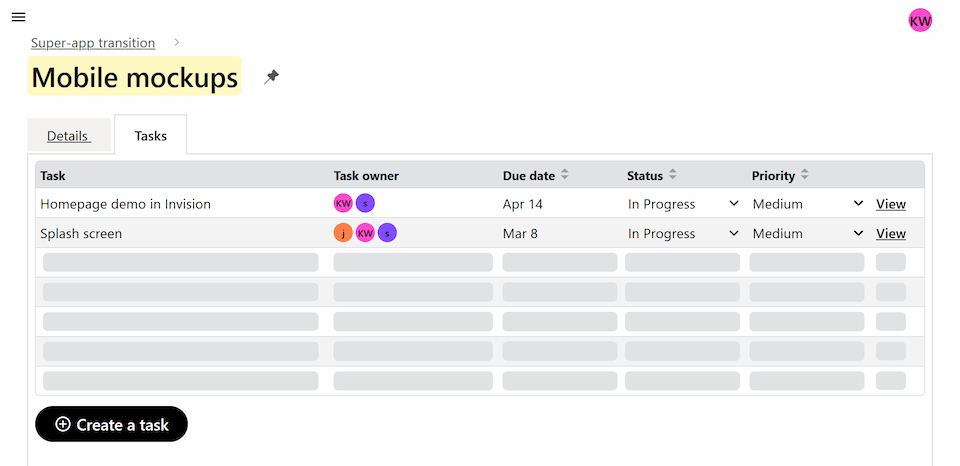 KW
Super-app transition
Mobile mockups
Details Tasks
Task Task owner Due date Status Priority
Homepage demo in Invision KW s Apr 14 In Progress Medium View
Splash screen j KW s Mar 8 In Progress Medium View
Create a task